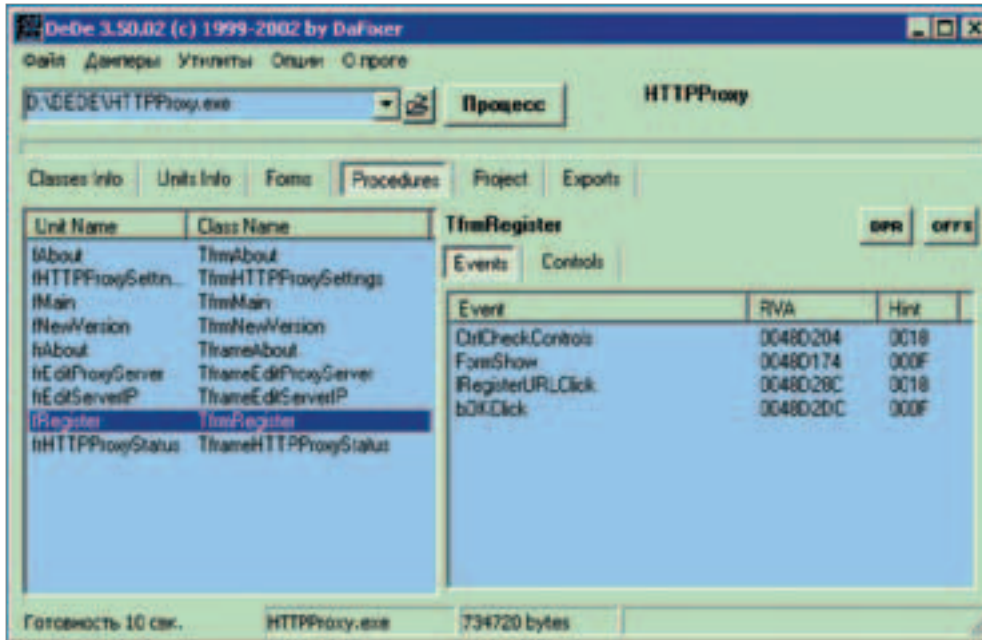 DeDe 3.50.02 (c) 1999-2002 by DaFixer
Файл Дамперы Утилиты Опции О проге
D:\DEDE\HTTPProxy.exe Процесс HTTPProxy
Classes Info Units Info Forms Procedures Project Exports
Unit Name Class Name TfrmRegister DPR OFFS
Events Controls
Event RVA Hint
fAbout TfrmAbout
fHTTPProxySettin... TfrmHTTPProxySettings
fMain TfrmMain
fNewVersion TfrmNewVersion
frAbout TframeAbout
frEditProxyServer TframeEditProxyServer
frEditServerIP TframeEditServerIP
fRegister TfrmRegister
frHTTPProxyStatus TframeHTTPProxyStatus
CtrlCheckControls 0048D204 0018
FormShow 0048D174 000F
lRegisterURLClick 0048D28C 0018
bOKClick 0048D2DC 000F
Готовность 10 сек. HTTPProxy.exe 734720 bytes